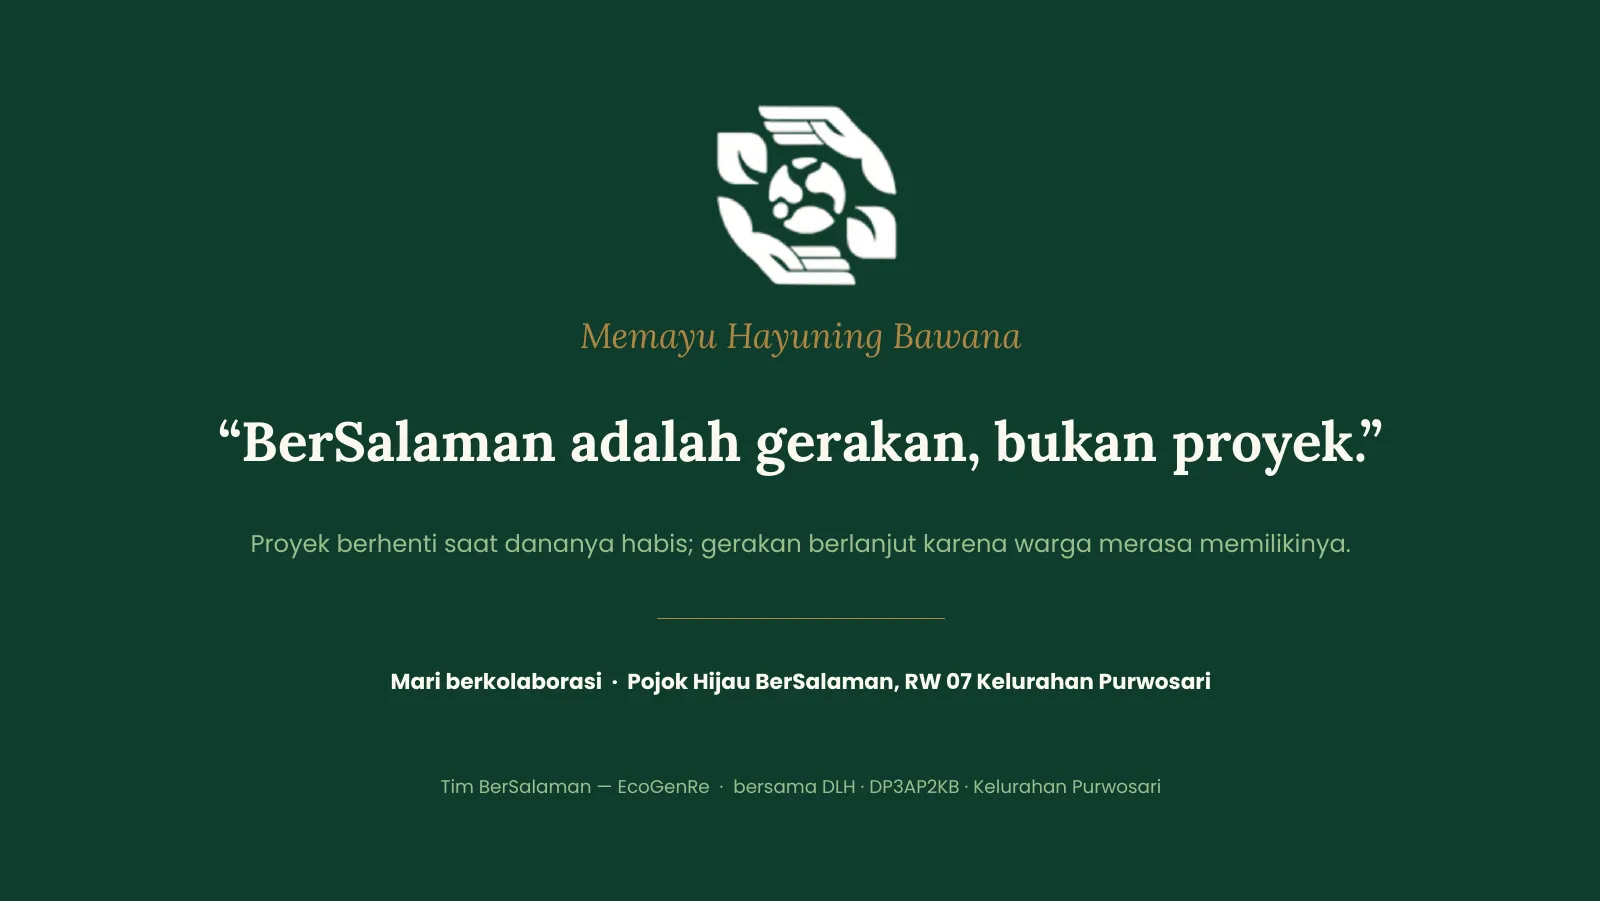 Memayu Hayuning Bawana
“BerSalaman adalah gerakan, bukan proyek.”
Proyek berhenti saat dananya habis; gerakan berlanjut karena warga merasa memilikinya.
Mari berkolaborasi · Pojok Hijau BerSalaman, RW 07 Kelurahan Purwosari
Tim BerSalaman — EcoGenRe · bersama DLH · DP3AP2KB · Kelurahan Purwosari